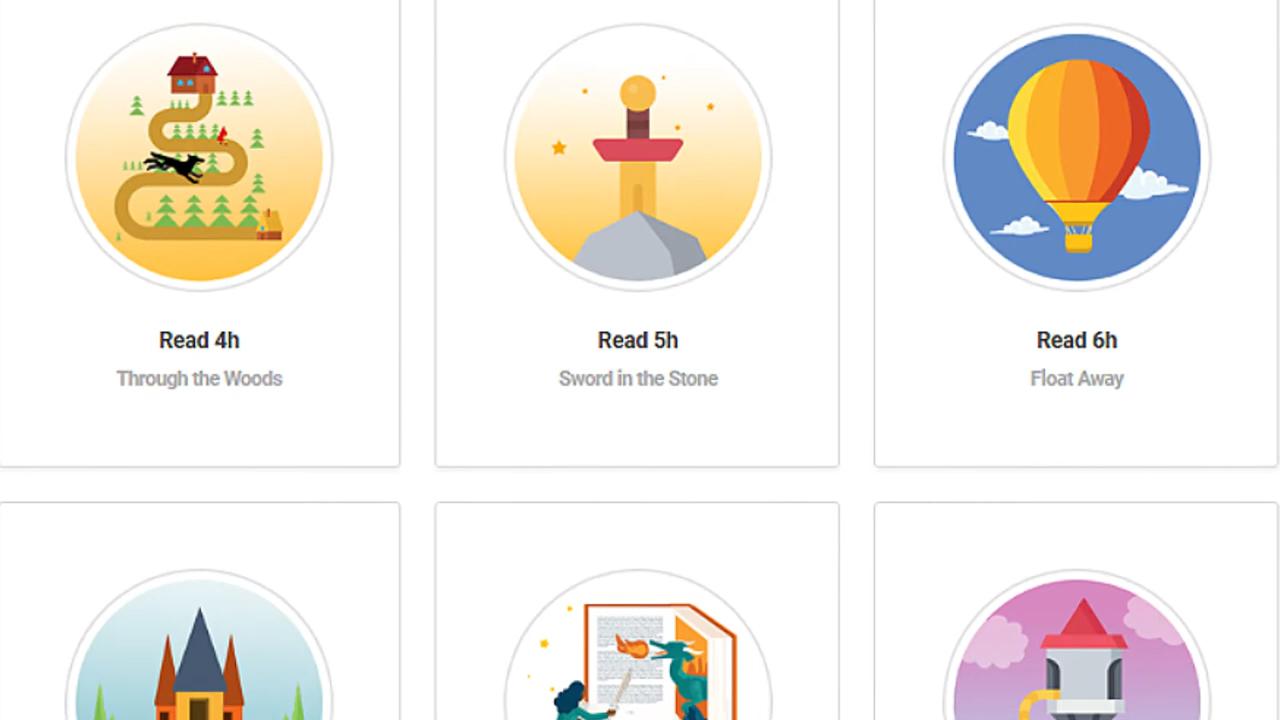 Read 4h
Through the Woods
Read 5h
Sword in the Stone
Read 6h
Float Away